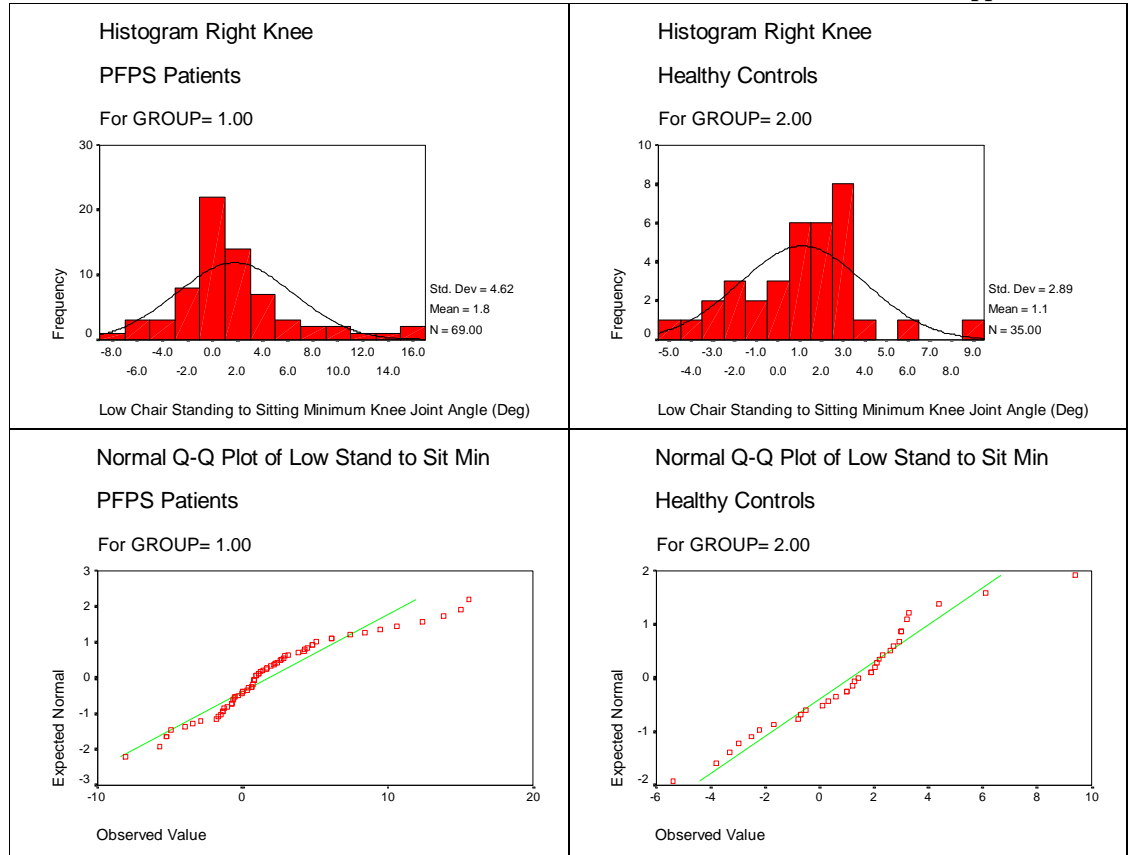 Histogram Right Knee
PFPS Patients
For GROUP= 1.00
30
20
10
0
Frequency
-8.0 -4.0 0.0 4.0 8.0 12.0 16.0
-6.0 -2.0 2.0 6.0 10.0 14.0
Std. Dev = 4.62
Mean = 1.8
N = 69.00
Low Chair Standing to Sitting Minimum Knee Joint Angle (Deg)
Histogram Right Knee
Healthy Controls
For GROUP= 2.00
10
8
6
4
2
0
Frequency
-5.0 -3.0 -1.0 1.0 3.0 5.0 7.0 9.0
-4.0 -2.0 0.0 2.0 4.0 6.0 8.0
Std. Dev = 2.89
Mean = 1.1
N = 35.00
Low Chair Standing to Sitting Minimum Knee Joint Angle (Deg)
Normal Q-Q Plot of Low Stand to Sit Min
PFPS Patients
For GROUP= 1.00
3
2
1
0
-1
-2
-3
Expected Normal
-10 0 10 20
Observed Value
Normal Q-Q Plot of Low Stand to Sit Min
Healthy Controls
For GROUP= 2.00
2
1
0
-1
-2
Expected Normal
-6 -4 -2 0 2 4 6 8 10
Observed Value